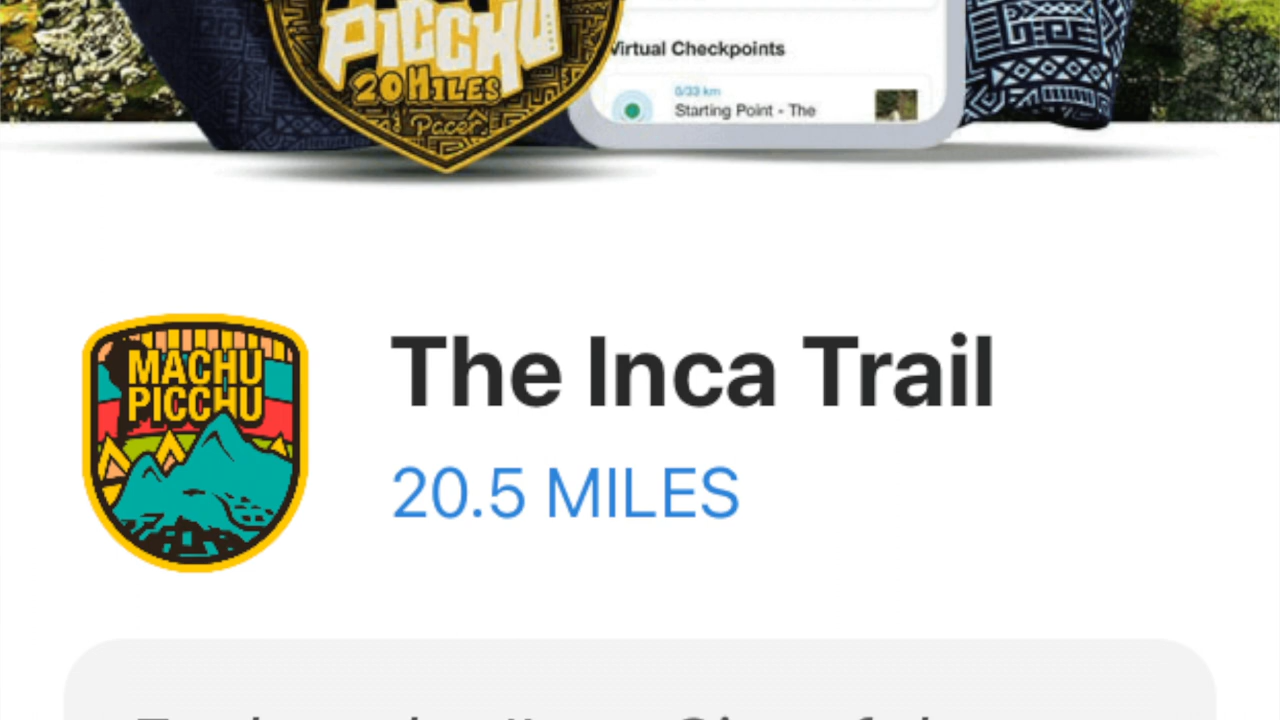 PICCHU
20 MILES
Pacer
Virtual Checkpoints
0/33 km
Starting Point - The
MACHU
PICCHU
The Inca Trail
20.5 MILES